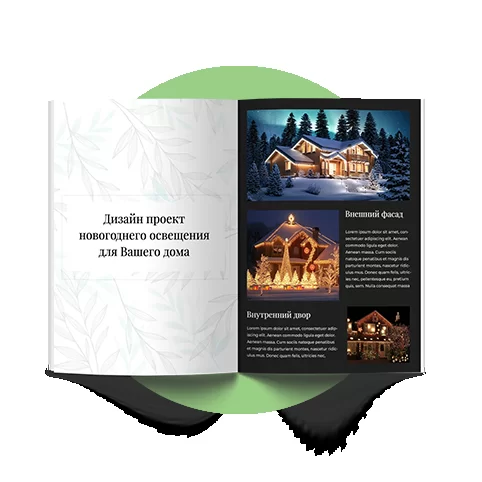 Дизайн проект
новогоднего освещения
для Вашего дома
Внешний фасад
Lorem ipsum dolor sit amet, con-
sectetuer adipiscing elit. Aenean
commodo ligula eget dolor.
Aenean massa. Cum sociis
natoque penatibus et magnis dis
parturient montes, nascetur
ridiculus mus. Donec quam felis, ultric-
ies nec, pellentesque eu, pretium
quis, sem. Nulla consequat massa
Внутренний двор
Lorem ipsum dolor sit amet, consectetuer adip-
iscing elit. Aenean commodo ligula eget dolor.
Aenean massa. Cum sociis natoque penatibus
et magnis dis parturient montes, nascetur ridic-
ulus mus. Donec quam felis, ultricies nec,